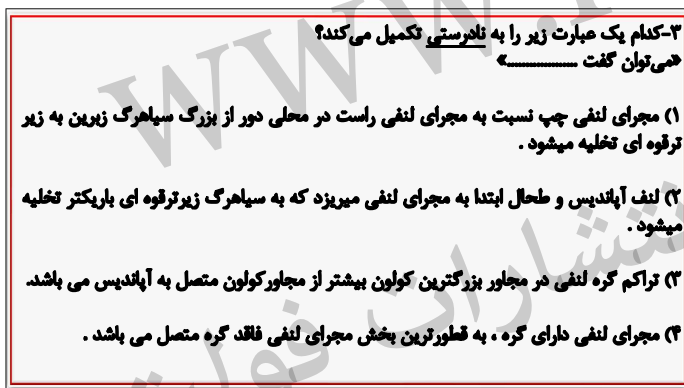 ۳-کدام یک عبارت زیر را به نادرستی تکمیل می‌کند؟
«می‌توان گفت ..................»
۱) مجرای لنفی چپ نسبت به مجرای لنفی راست در محلی دور از بزرگ سیاهرگ زبرین به زیر
ترقوه ای تخلیه میشود .
۲) لنف آپاندیس و طحال ابتدا به مجرای لنفی میریزد که به سیاهرگ زیرترقوه ای باریکتر تخلیه
میشود .
۳) تراکم گره لنفی در مجاور بزرگترین کولون بیشتر از مجاورکولون متصل به آپاندیس می باشد.
۴) مجرای لنفی دارای گره ، به قطورترین بخش مجرای لنفی فاقد گره متصل می باشد .
WWW.